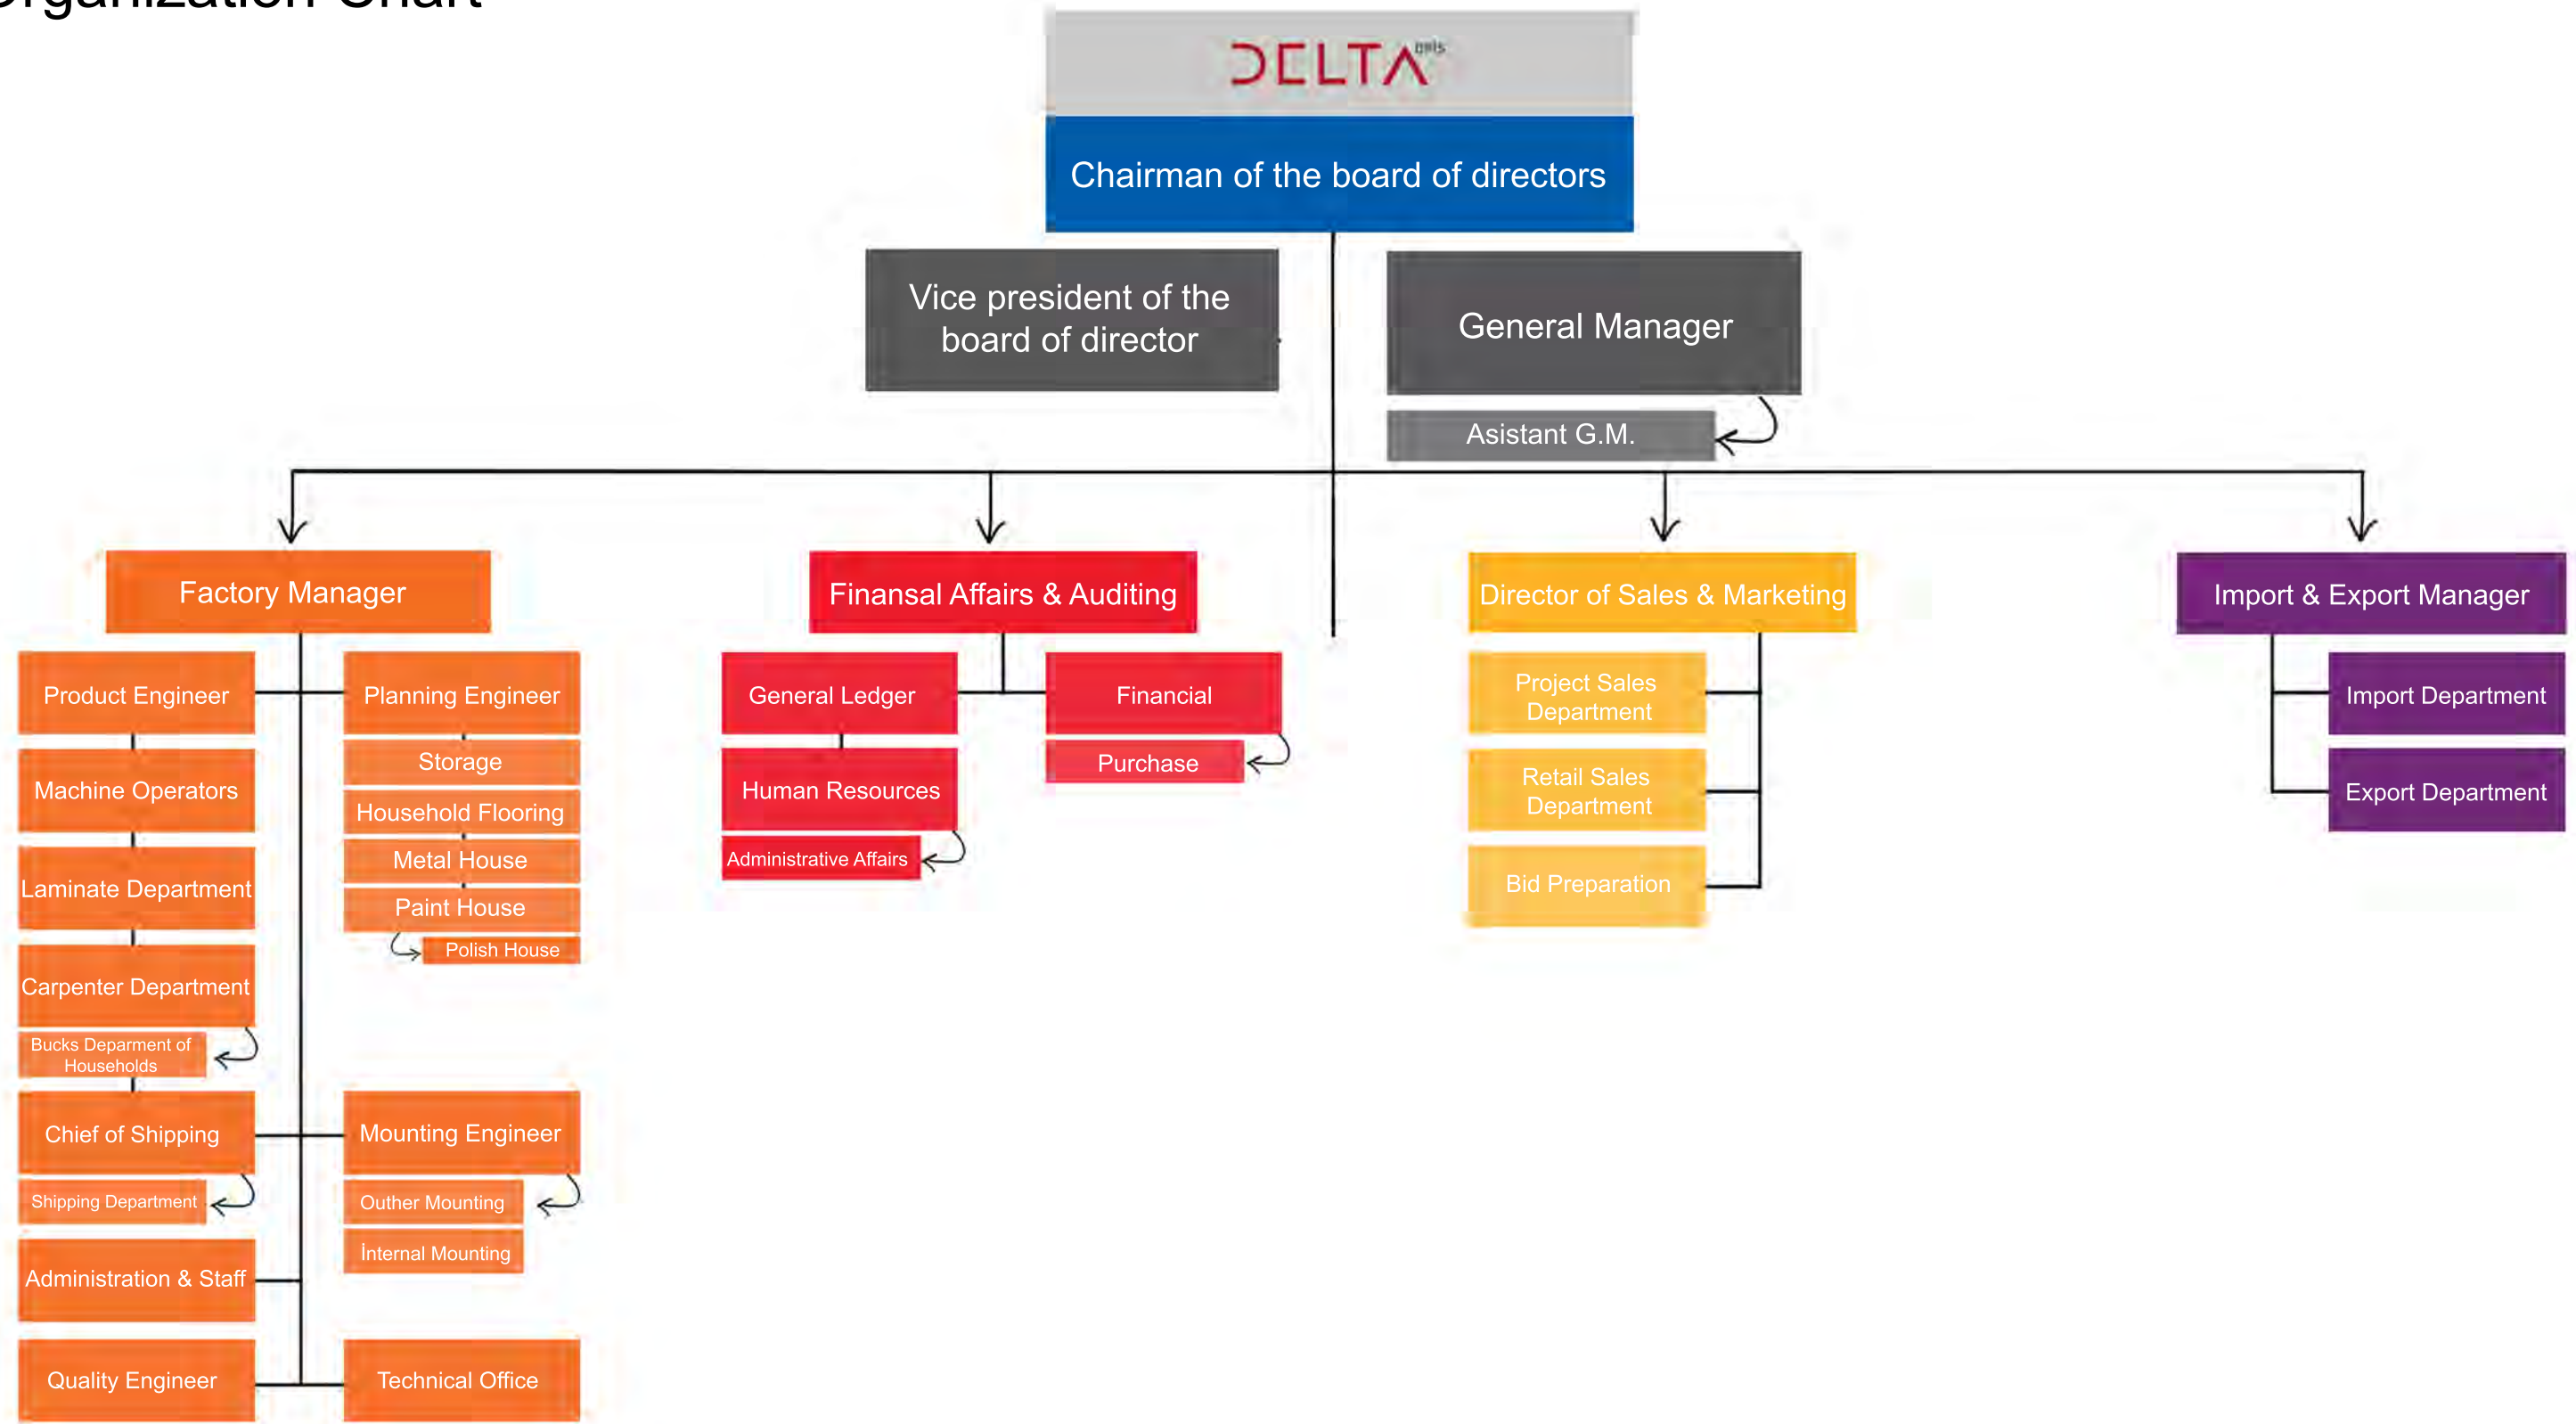 Organization Chart
DELTA
Chairman of the board of directors
Vice president of the
board of director
General Manager
Asistant G.M.
Factory Manager
Product Engineer
Machine Operators
Laminate Department
Carpenter Department
Bucks Deparment of
Households
Chief of Shipping
Shipping Department
Administration & Staff
Quality Engineer
Planning Engineer
Storage
Household Flooring
Metal House
Paint House
Polish House
Mounting Engineer
Outher Mounting
İnternal Mounting
Technical Office
Finansal Affairs & Auditing
General Ledger
Human Resources
Administrative Affairs
Financial
Purchase
Director of Sales & Marketing
Project Sales
Department
Retail Sales
Department
Bid Preparation
Import & Export Manager
Import Department
Export Department